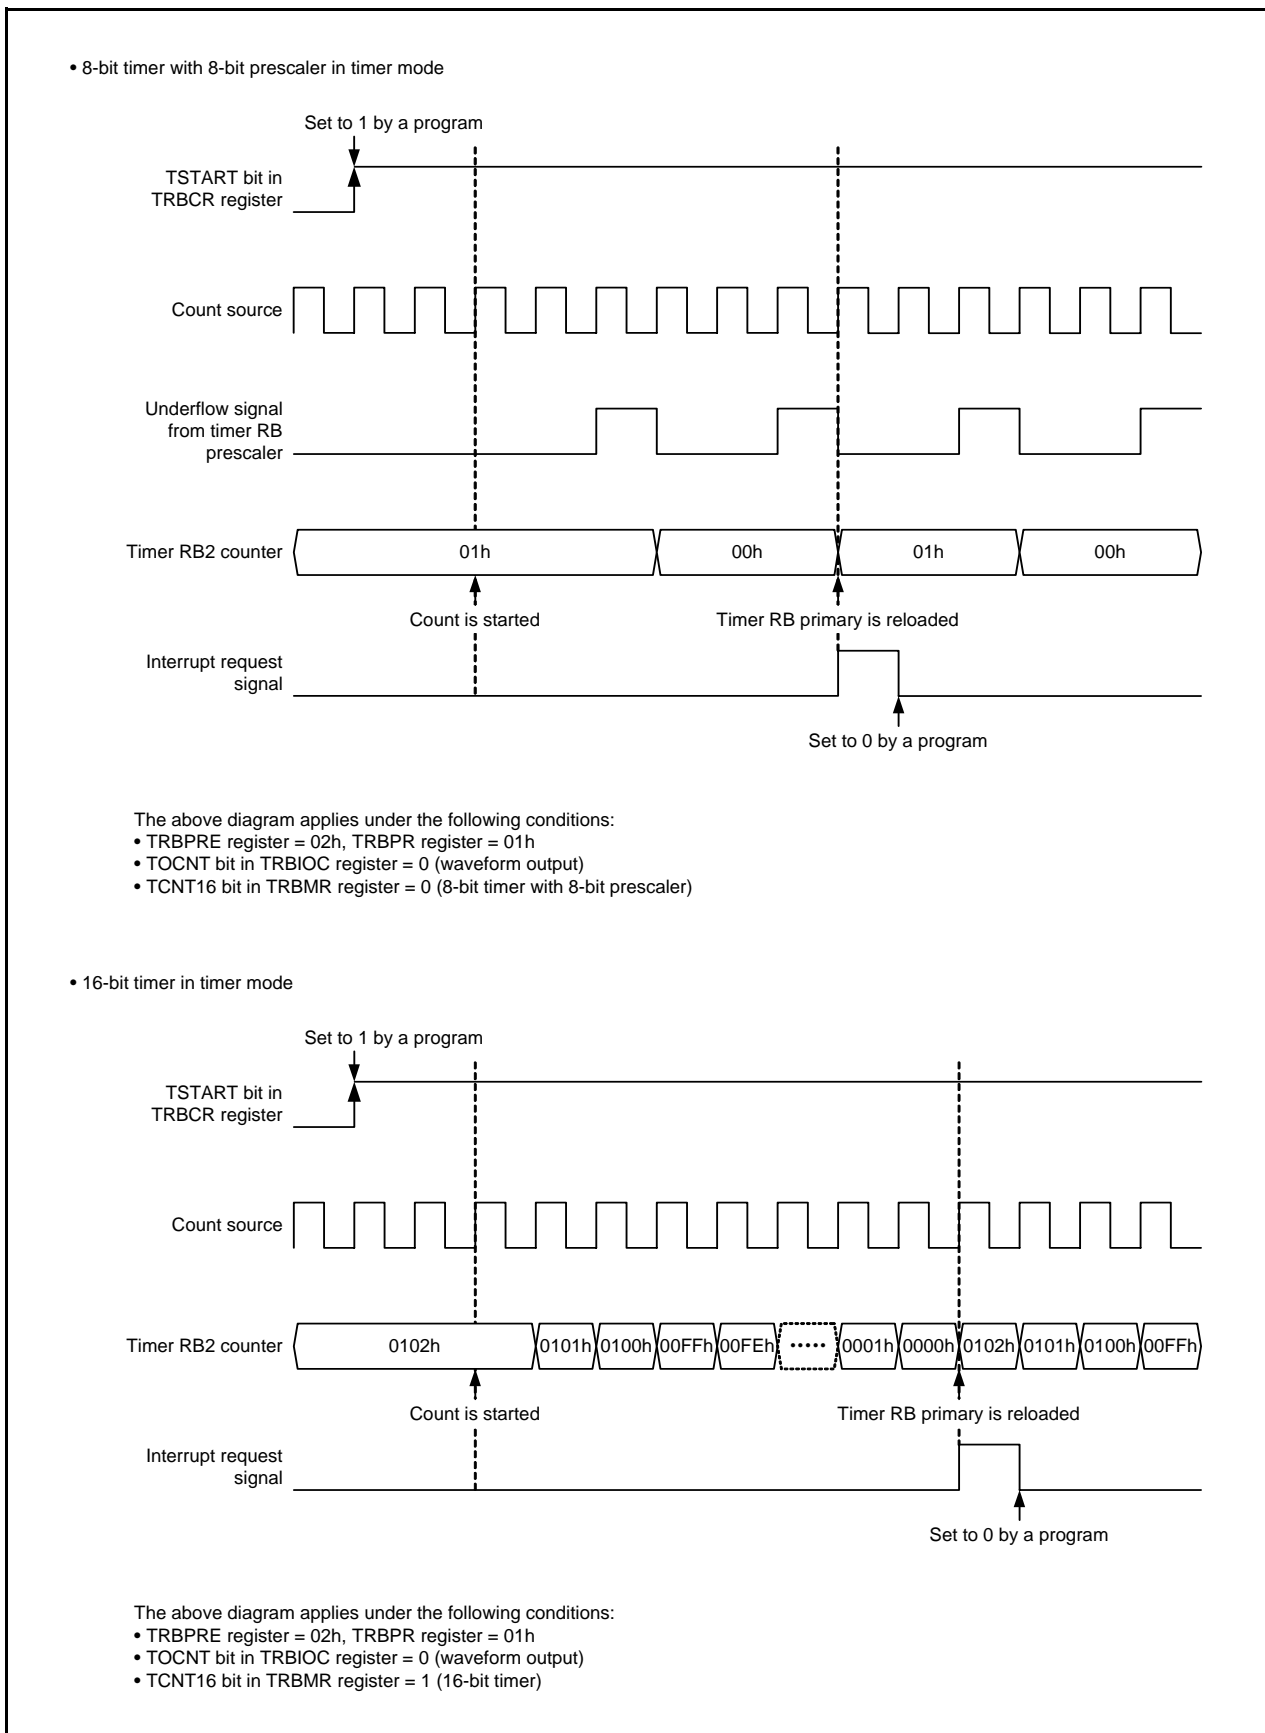 • 8-bit timer with 8-bit prescaler in timer mode
Set to 1 by a program
TSTART bit in
TRBCR register
Count source
Underflow signal
from timer RB
prescaler
Timer RB2 counter
01h 00h 01h 00h
Count is started Timer RB primary is reloaded
Interrupt request
signal
Set to 0 by a program
The above diagram applies under the following conditions:
• TRBPRE register = 02h, TRBPR register = 01h
• TOCNT bit in TRBIOC register = 0 (waveform output)
• TCNT16 bit in TRBMR register = 0 (8-bit timer with 8-bit prescaler)
• 16-bit timer in timer mode
Set to 1 by a program
TSTART bit in
TRBCR register
Count source
Timer RB2 counter
0102h 0101h 0100h 00FFh 00FEh ····· 0001h 0000h 0102h 0101h 0100h 00FFh
Count is started Timer RB primary is reloaded
Interrupt request
signal
Set to 0 by a program
The above diagram applies under the following conditions:
• TRBPRE register = 02h, TRBPR register = 01h
• TOCNT bit in TRBIOC register = 0 (waveform output)
• TCNT16 bit in TRBMR register = 1 (16-bit timer)